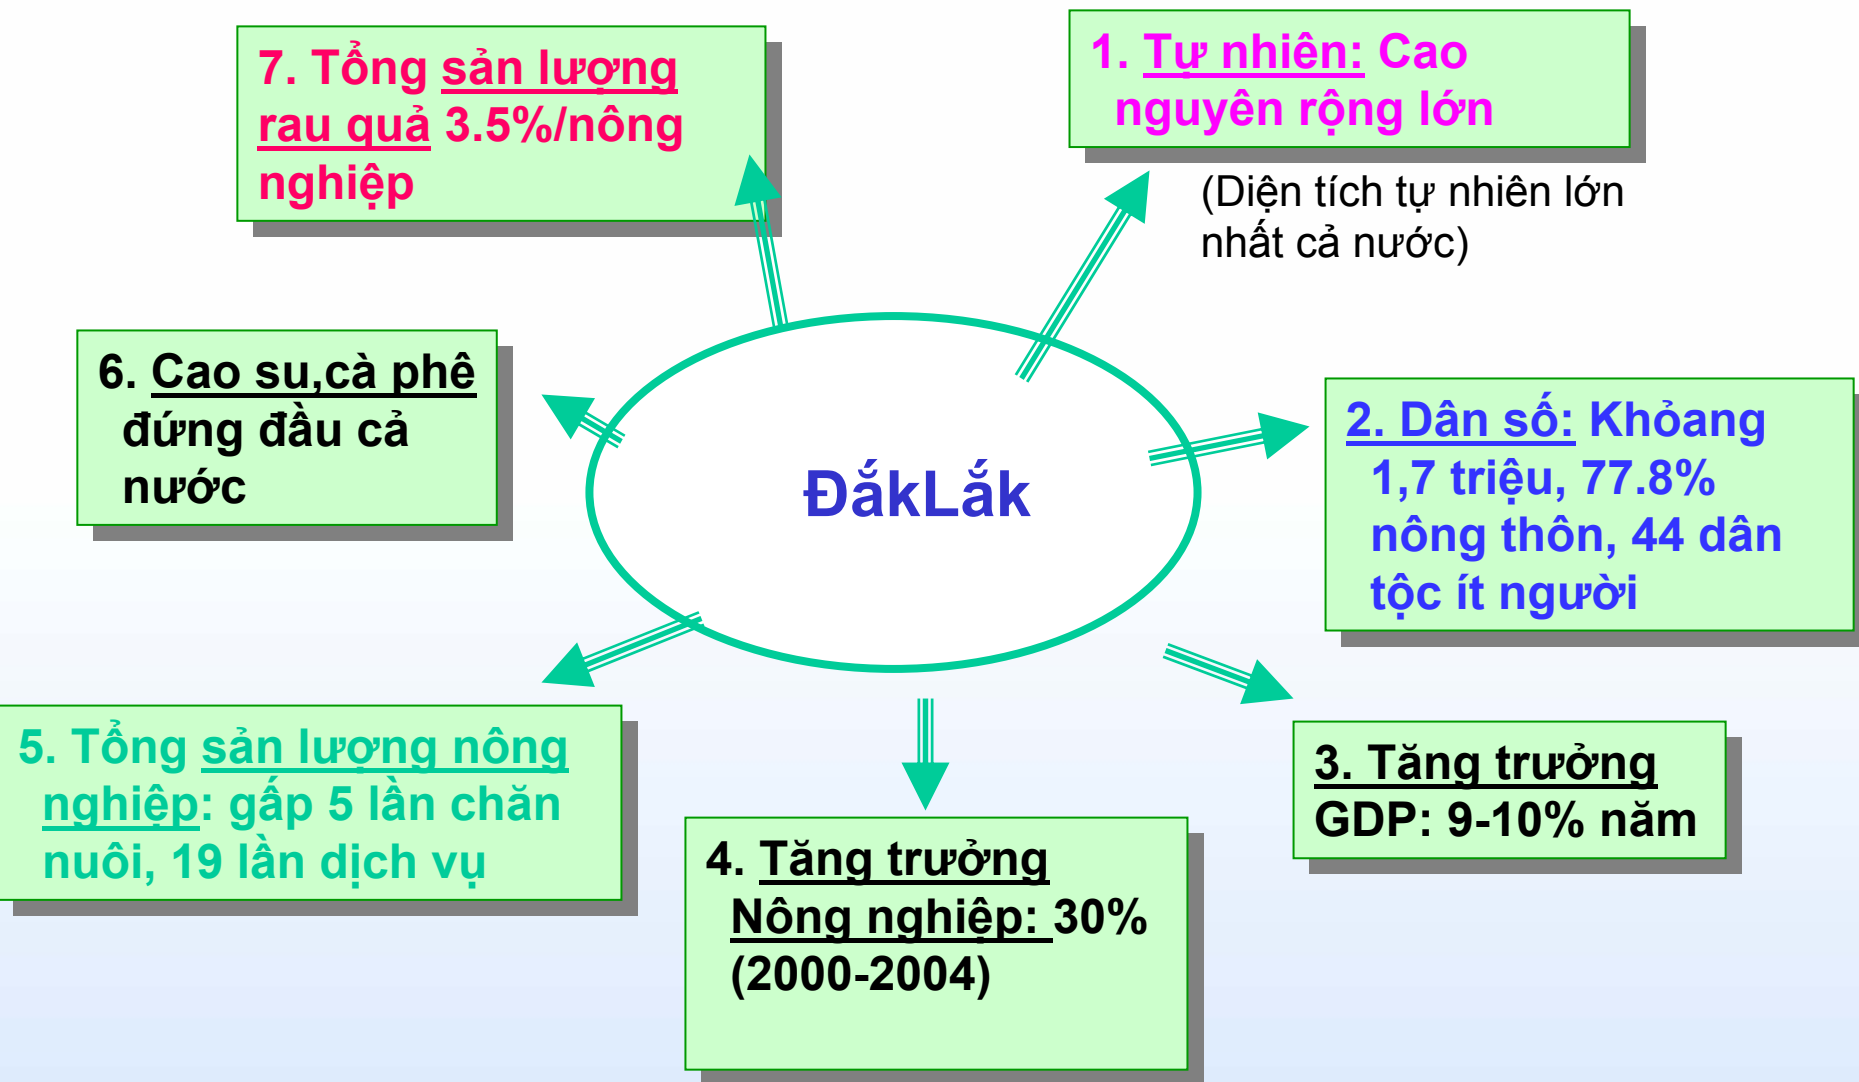 7. Tổng sản lượng
rau quả 3.5%/nông
nghiệp
1. Tự nhiên: Cao
nguyên rộng lớn
(Diện tích tự nhiên lớn
nhất cả nước)
6. Cao su,cà phê
đứng đầu cả
nước
ĐắkLắk
2. Dân số: Khỏang
1,7 triệu, 77.8%
nông thôn, 44 dân
tộc ít người
5. Tổng sản lượng nông
nghiệp: gấp 5 lần chăn
nuôi, 19 lần dịch vụ
4. Tăng trưởng
Nông nghiệp: 30%
(2000-2004)
3. Tăng trưởng
GDP: 9-10% năm